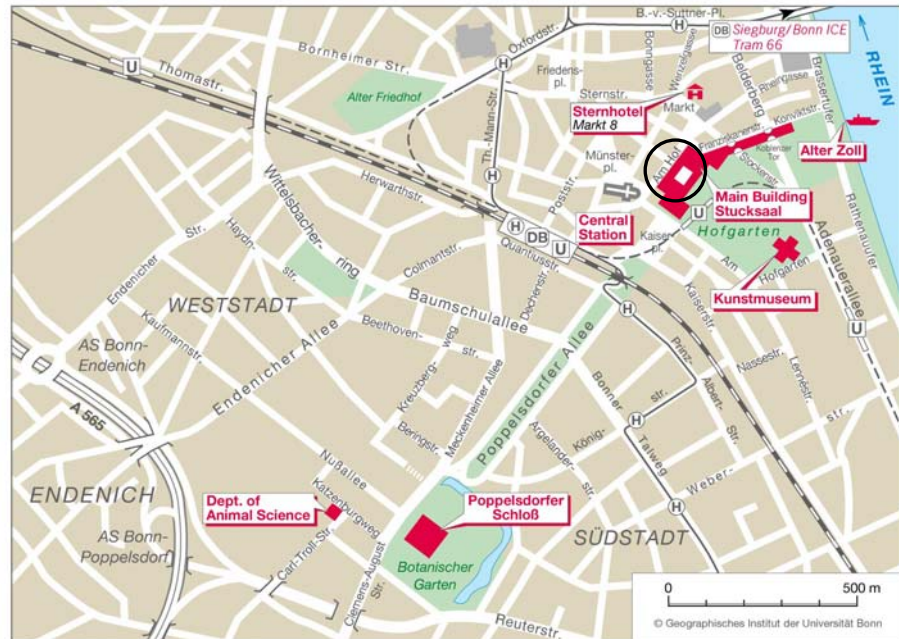 B.-v.-Suttner-Pl.
H
DB
Siegburg/Bonn ICE
Tram 66
RHEIN
U
Thomastr.
Bornheimer Str.
Oxfordstr.
H
Bonngasse
Wenzelgasse
Belderberg
Rheingasse
Brassertufer
Friedens-
pl.
H
Alter Friedhof
Sternstr.
Markt
Sternhotel
Markt 8
Franziskanerstr.
Konviktstr.
Koblenzer
Tor
Stockenstr.
Alter Zoll
Am Hof
Th.-Mann-Str.
Münster-
pl.
H
Poststr.
Main Building
Stucksaal
U
Hofgarten
Rathenauufer
Adenauerallee
Wittelsbacher-
ring
Herwarthstr.
Central
Station
Kaiser-
pl.
H
DB
U
Quantiusstr.
Am
Hofgarten
Kunstmuseum
Endenicher
Str.
Haydn-
str.
Colmantstr.
Kaiserstr.
U
WESTSTADT
Baumschulallee
Dechenstr.
H
Prinz-
Albert-
Str.
Nassestr.
Lennéstr.
Kaufmannstr.
Beethoven-
str.
AS Bonn-
Endenich
Endenicher Allee
Kreuzberg-
weg
Meckenheimer Allee
Poppelsdorfer Allee
Bonner
Talweg
str.
A 565
Beringstr.
Argelander-
str.
König-
H
Weber-
str.
Nußallee
Katzenburgweg
ENDENICH
Dept. of
Animal Science
Poppelsdorfer
Schloß
H
AS Bonn-
Poppelsdorf
Carl-Troll-Str.
SÜDSTADT
Botanischer
Garten
Clemens-August
Str.
Reuterstr.
H
0
500 m
© Geographisches Institut der Universität Bonn